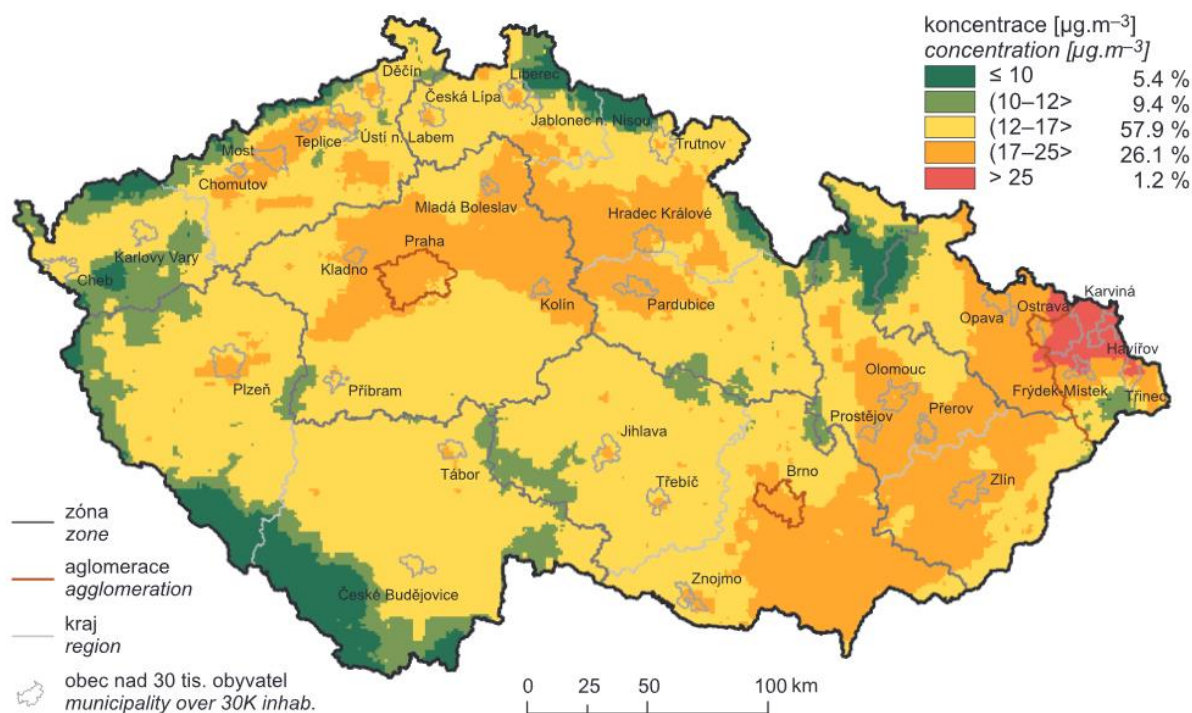 koncentrace [µg.m⁻³]
concentration [µg.m⁻³]
≤ 10 5.4 %
(10–12> 9.4 %
(12–17> 57.9 %
(17–25> 26.1 %
> 25 1.2 %
Děčín
Liberec
Česká Lípa
Jablonec n. Nisou
Teplice
Ústí n. Labem
Trutnov
Most
Chomutov
Mladá Boleslav
Hradec Králové
Karlovy Vary
Praha
Kladno
Cheb
Kolín
Pardubice
Karviná
Ostrava
Opava
Havířov
Olomouc
Plzeň
Příbram
Frýdek-Místek
Třinec
Prostějov
Přerov
Jihlava
Tábor
Třebíč
Brno
Zlín
Znojmo
České Budějovice
zóna
zone
aglomerace
agglomeration
kraj
region
obec nad 30 tis. obyvatel
municipality over 30K inhab.
0 25 50 100 km